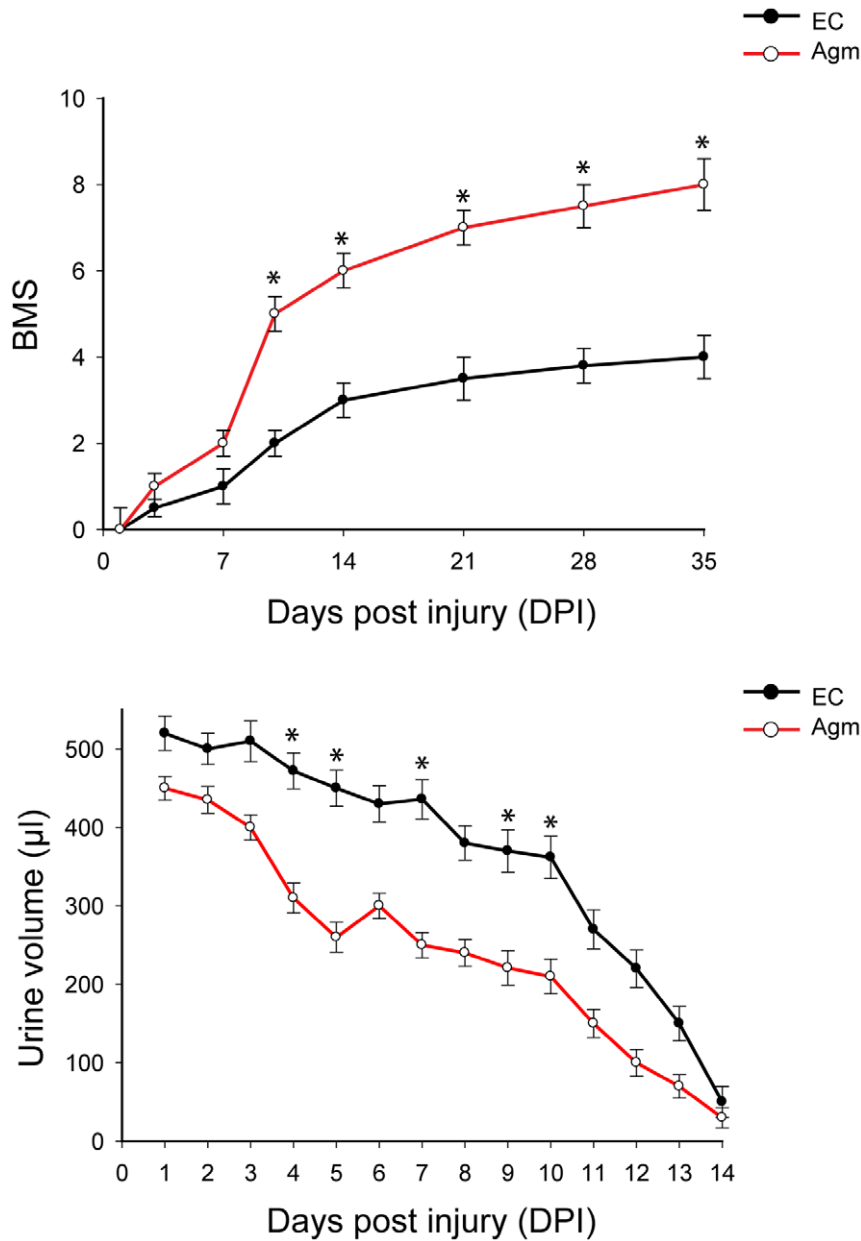 EC
Agm
10
8
6
4
2
0
* * * * * *
BMS
0 7 14 21 28 35
Days post injury (DPI)
EC
Agm
500
400
300
200
100
0
* * * * *
Urine volume (µl)
0 1 2 3 4 5 6 7 8 9 10 11 12 13 14
Days post injury (DPI)